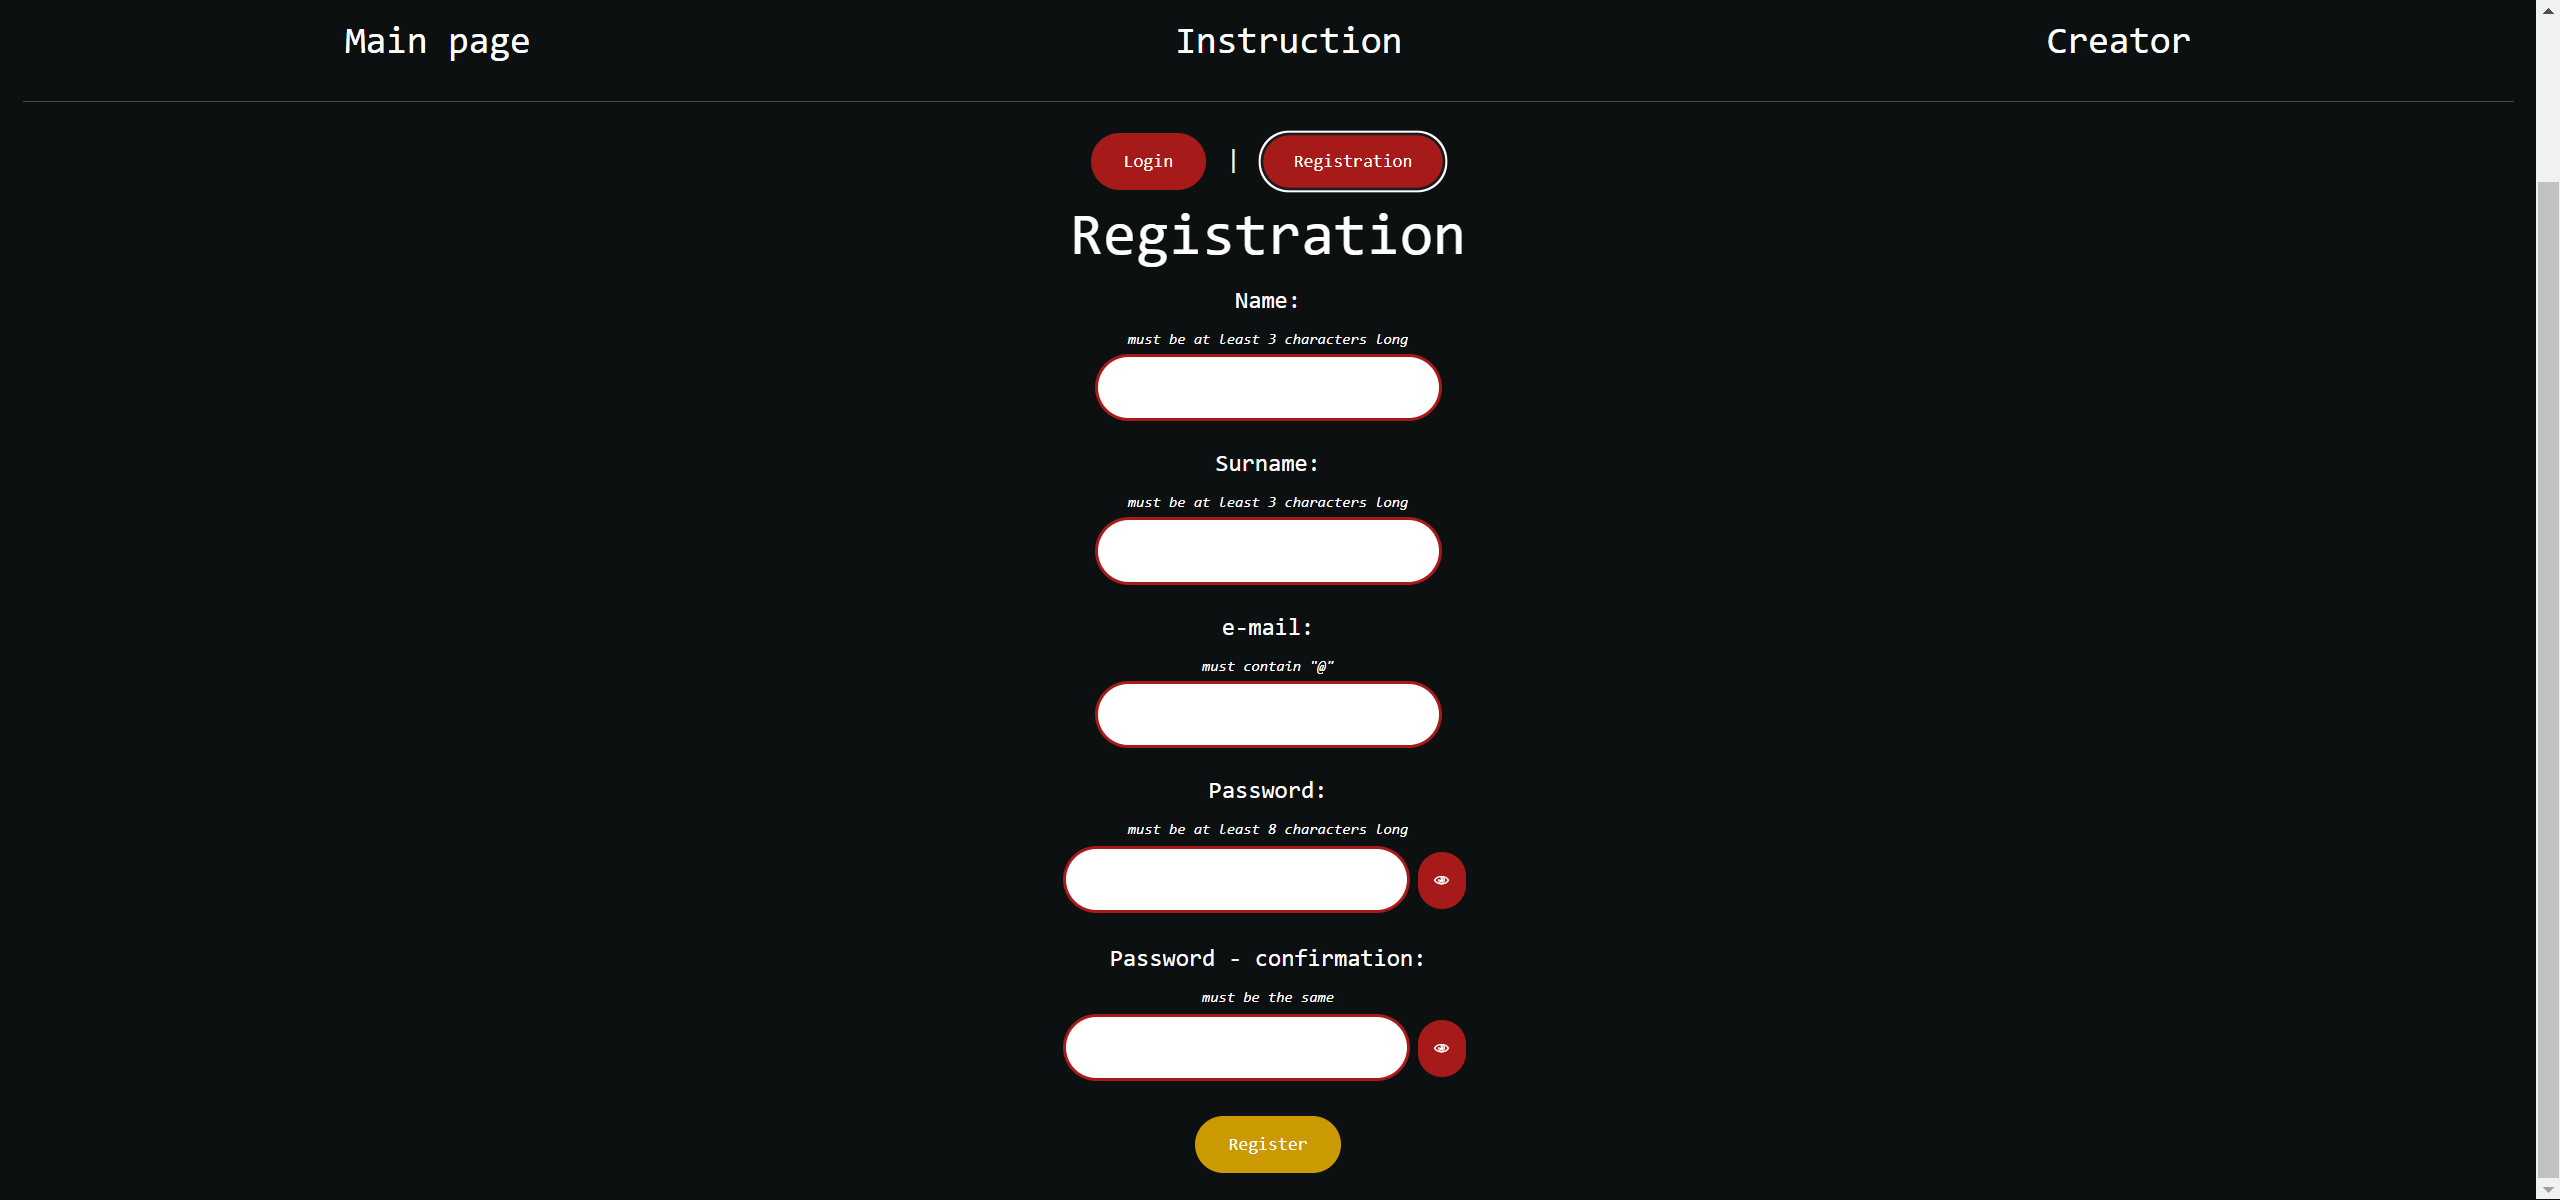 Main page Instruction Creator
Login | Registration
Registration
Name:
must be at least 3 characters long
Surname:
must be at least 3 characters long
e-mail:
must contain "@"
Password:
must be at least 8 characters long
Password - confirmation:
must be the same
Register